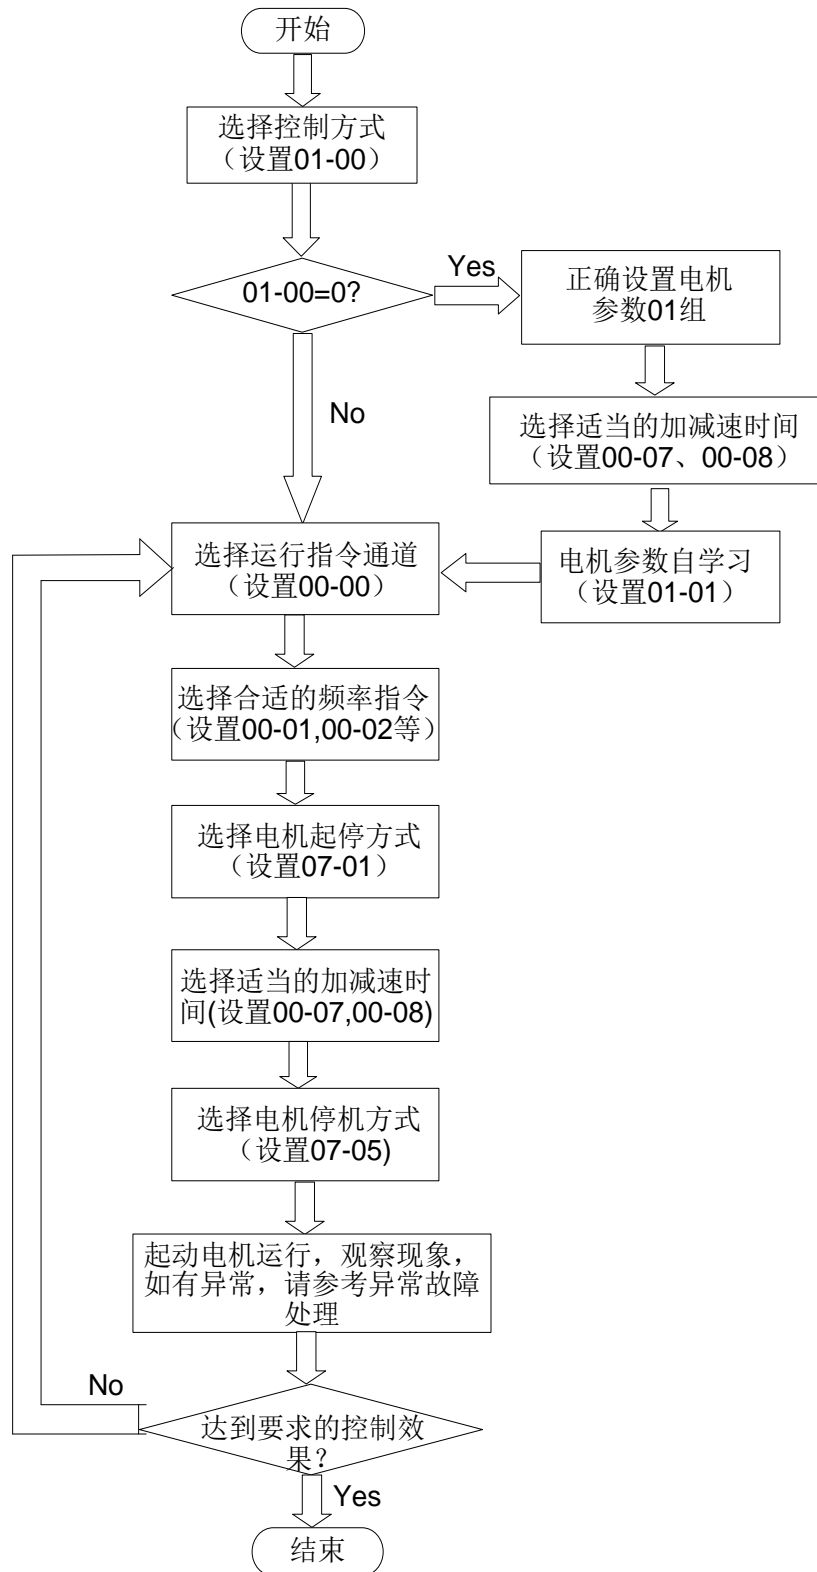 开始
选择控制方式
（设置01-00）
01-00=0?
Yes
正确设置电机
参数01组
No
选择适当的加减速时间
（设置00-07、00-08）
电机参数自学习
（设置01-01）
选择运行指令通道
（设置00-00）
选择合适的频率指令
（设置00-01,00-02等）
选择电机起停方式
（设置07-01）
选择适当的加减速时
间(设置00-07,00-08)
选择电机停机方式
（设置07-05)
起动电机运行，观察现象，
如有异常，请参考异常故障
处理
No
达到要求的控制效
果？
Yes
结束